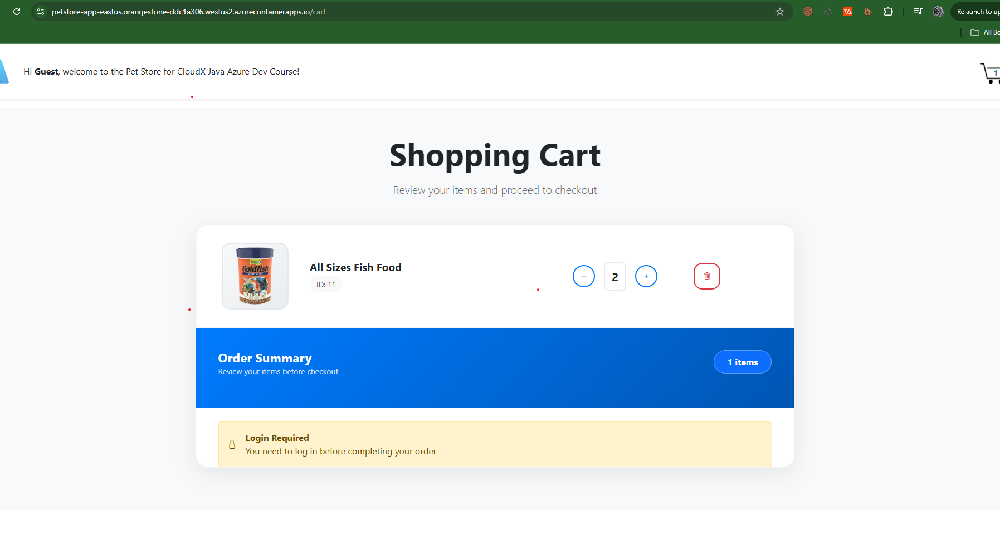 petstore-app-eastus.orangestone-ddc1a306.westus2.azurecontainerapps.io/cart
Relaunch to up
All Bo
Hi Guest, welcome to the Pet Store for CloudX Java Azure Dev Course!
1
Shopping Cart
Review your items and proceed to checkout
Tetra
Goldfish
All Sizes Fish Food
ID: 11
−
2
+
Order Summary
Review your items before checkout
1 items
Login Required
You need to log in before completing your order